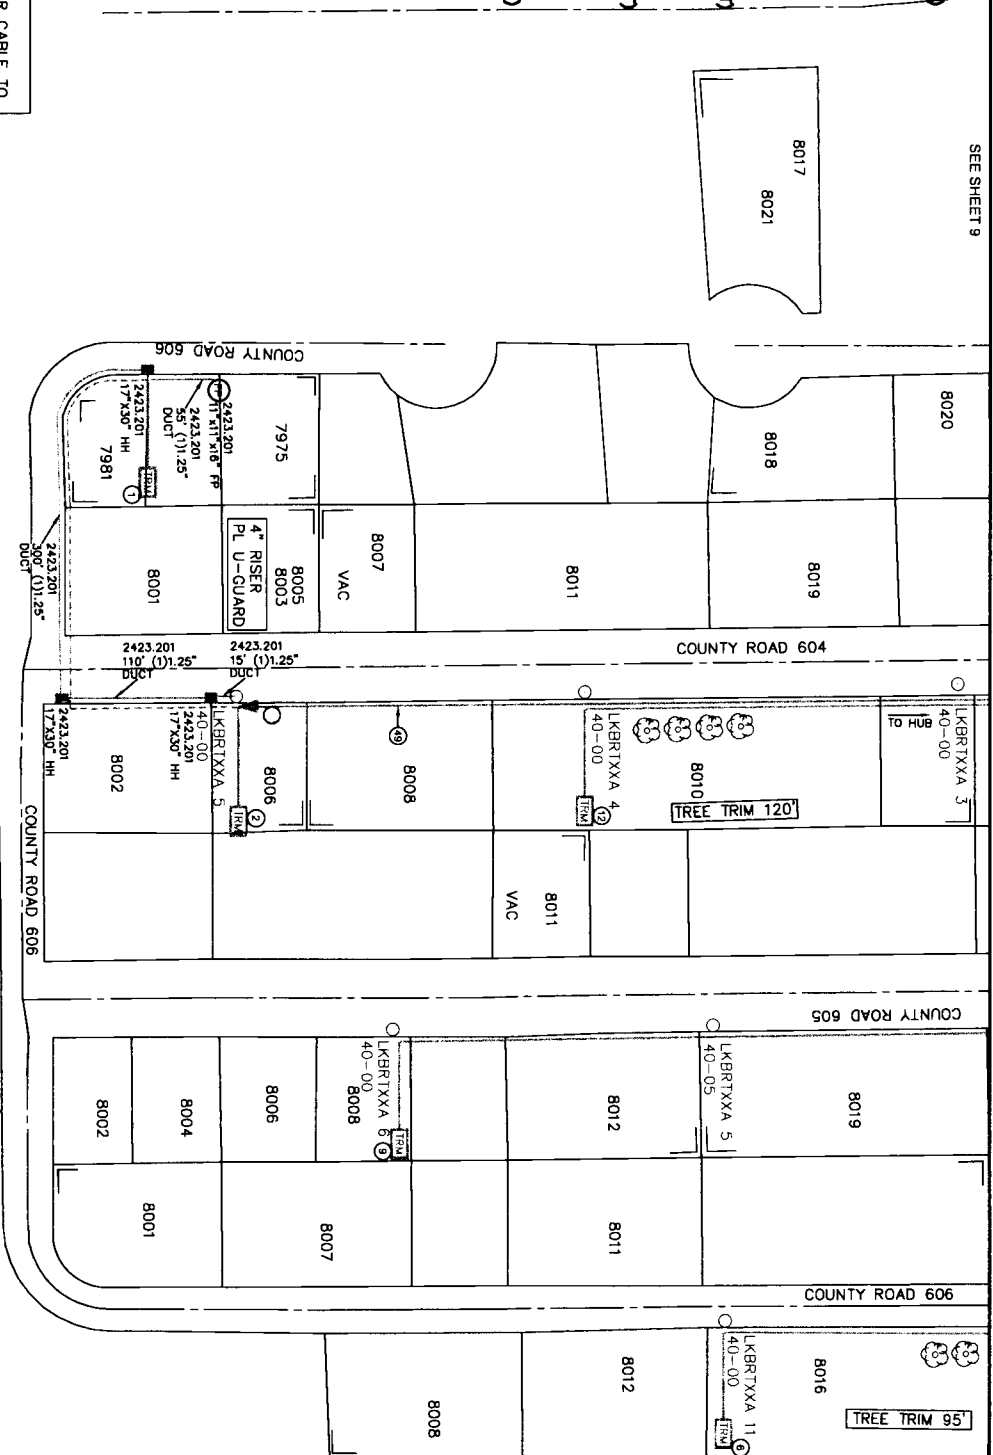 SEE SHEET 9
8017
8021
COUNTY ROAD 606
8020
8018
7975
2423.201
11"x11"x16" FP
2423.201
55' (1)1.25"
DUCT
2423.201
17"X30" HH
7981
TRM
1
2423.201
300' (1)1.25"
DUCT
8001
4" RISER
PL U-GUARD
8005
8003
VAC
8007
8011
8019
COUNTY ROAD 604
2423.201
110' (1)1.25"
DUCT
2423.201
15' (1)1.25"
DUCT
2423.201
17"X30" HH
8002
2423.201
17"X30" HH
LKBRTXXA 5
40-00
8006
TRM
2
49
8008
LKBRTXXA 4
40-00
TRM
12
8010
TREE TRIM 120'
TO HUB
LKBRTXXA 3
40-00
COUNTY ROAD 606
VAC
8011
COUNTY ROAD 605
8002
8004
8006
8008
LKBRTXXA 6
40-00
TRM
9
8012
LKBRTXXA 5
40-05
8019
8001
8007
8011
COUNTY ROAD 606
8008
8012
LKBRTXXA 11
40-00
TRM
6
8016
TREE TRIM 95'
CABLE TO